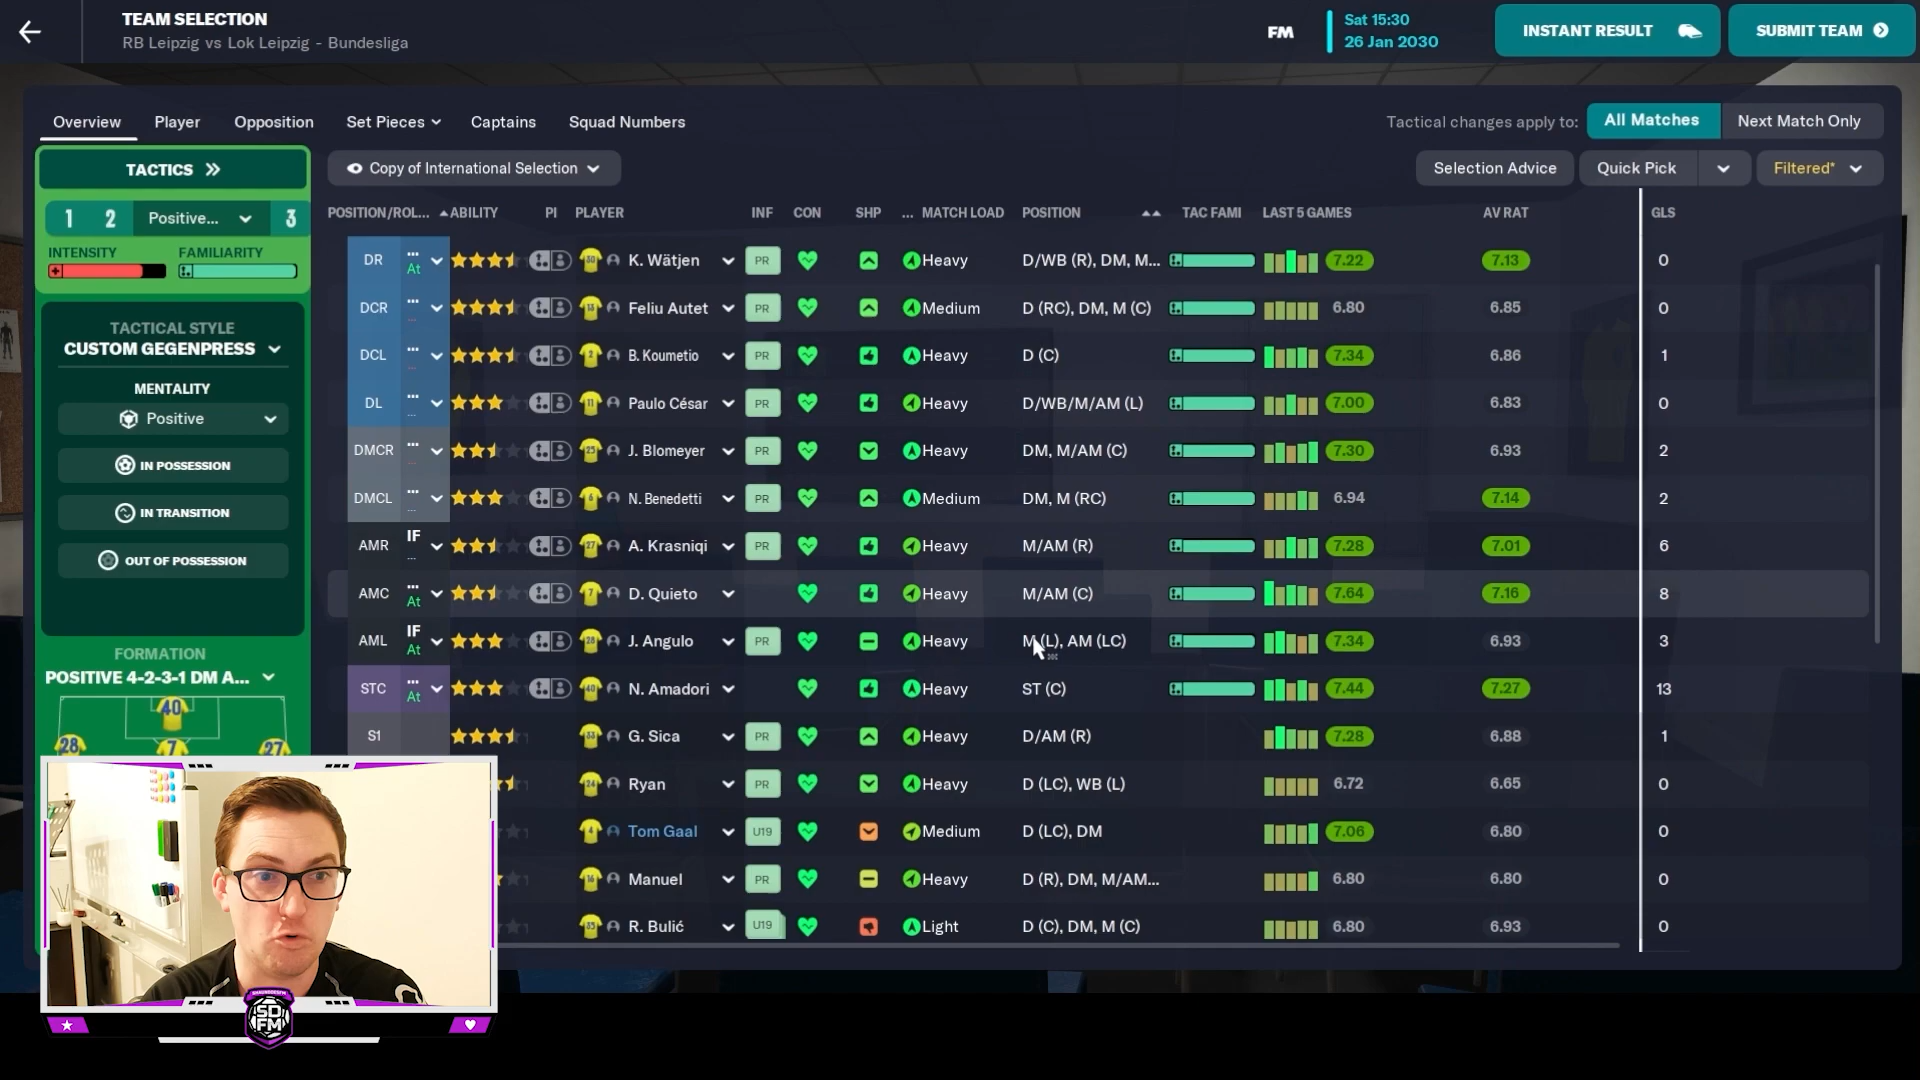 TEAM SELECTION
RB Leipzig vs Lok Leipzig - Bundesliga
FM
Sat 15:30
26 Jan 2030
INSTANT RESULT
SUBMIT TEAM
Overview
Player
Opposition
Set Pieces
Captains
Squad Numbers
Tactical changes apply to:
All Matches
Next Match Only
TACTICS
Copy of International Selection
Selection Advice
Quick Pick
Filtered*
1 2 Positive... 3
INTENSITY
FAMILIARITY
TACTICAL STYLE
CUSTOM GEGENPRESS
MENTALITY
Positive
IN POSSESSION
IN TRANSITION
OUT OF POSSESSION
FORMATION
POSITIVE 4-2-3-1 DM A...
40
28 7 27
POSITION/ROL... ABILITY PI PLAYER INF CON SHP ... MATCH LOAD POSITION TAC FAMI LAST 5 GAMES AV RAT GLS
DR ... At K. Wätjen PR Heavy D/WB (R), DM, M... 7.22 7.13 0
DCR ... Feliu Autet PR Medium D (RC), DM, M (C) 6.80 6.85 0
DCL ... 2 B. Koumetio PR Heavy D (C) 7.34 6.86 1
DL ... 11 Paulo César PR Heavy D/WB/M/AM (L) 7.00 6.83 0
DMCR ... J. Blomeyer PR Heavy DM, M/AM (C) 7.30 6.93 2
DMCL ... N. Benedetti PR Medium DM, M (RC) 6.94 7.14 2
AMR IF ... 27 A. Krasniqi PR Heavy M/AM (R) 7.28 7.01 6
AMC ... At 7 D. Quieto Heavy M/AM (C) 7.64 7.16 8
AML IF At 28 J. Angulo PR Heavy M (L), AM (LC) 7.34 6.93 3
STC ... At 40 N. Amadori Heavy ST (C) 7.44 7.27 13
S1 G. Sica PR Heavy D/AM (R) 7.28 6.88 1
Ryan PR Heavy D (LC), WB (L) 6.72 6.65 0
4 Tom Gaal U19 Medium D (LC), DM 7.06 6.80 0
Manuel PR Heavy D (R), DM, M/AM... 6.80 6.80 0
R. Bulić U19 Light D (C), DM, M (C) 6.80 6.93 0
SD
FM